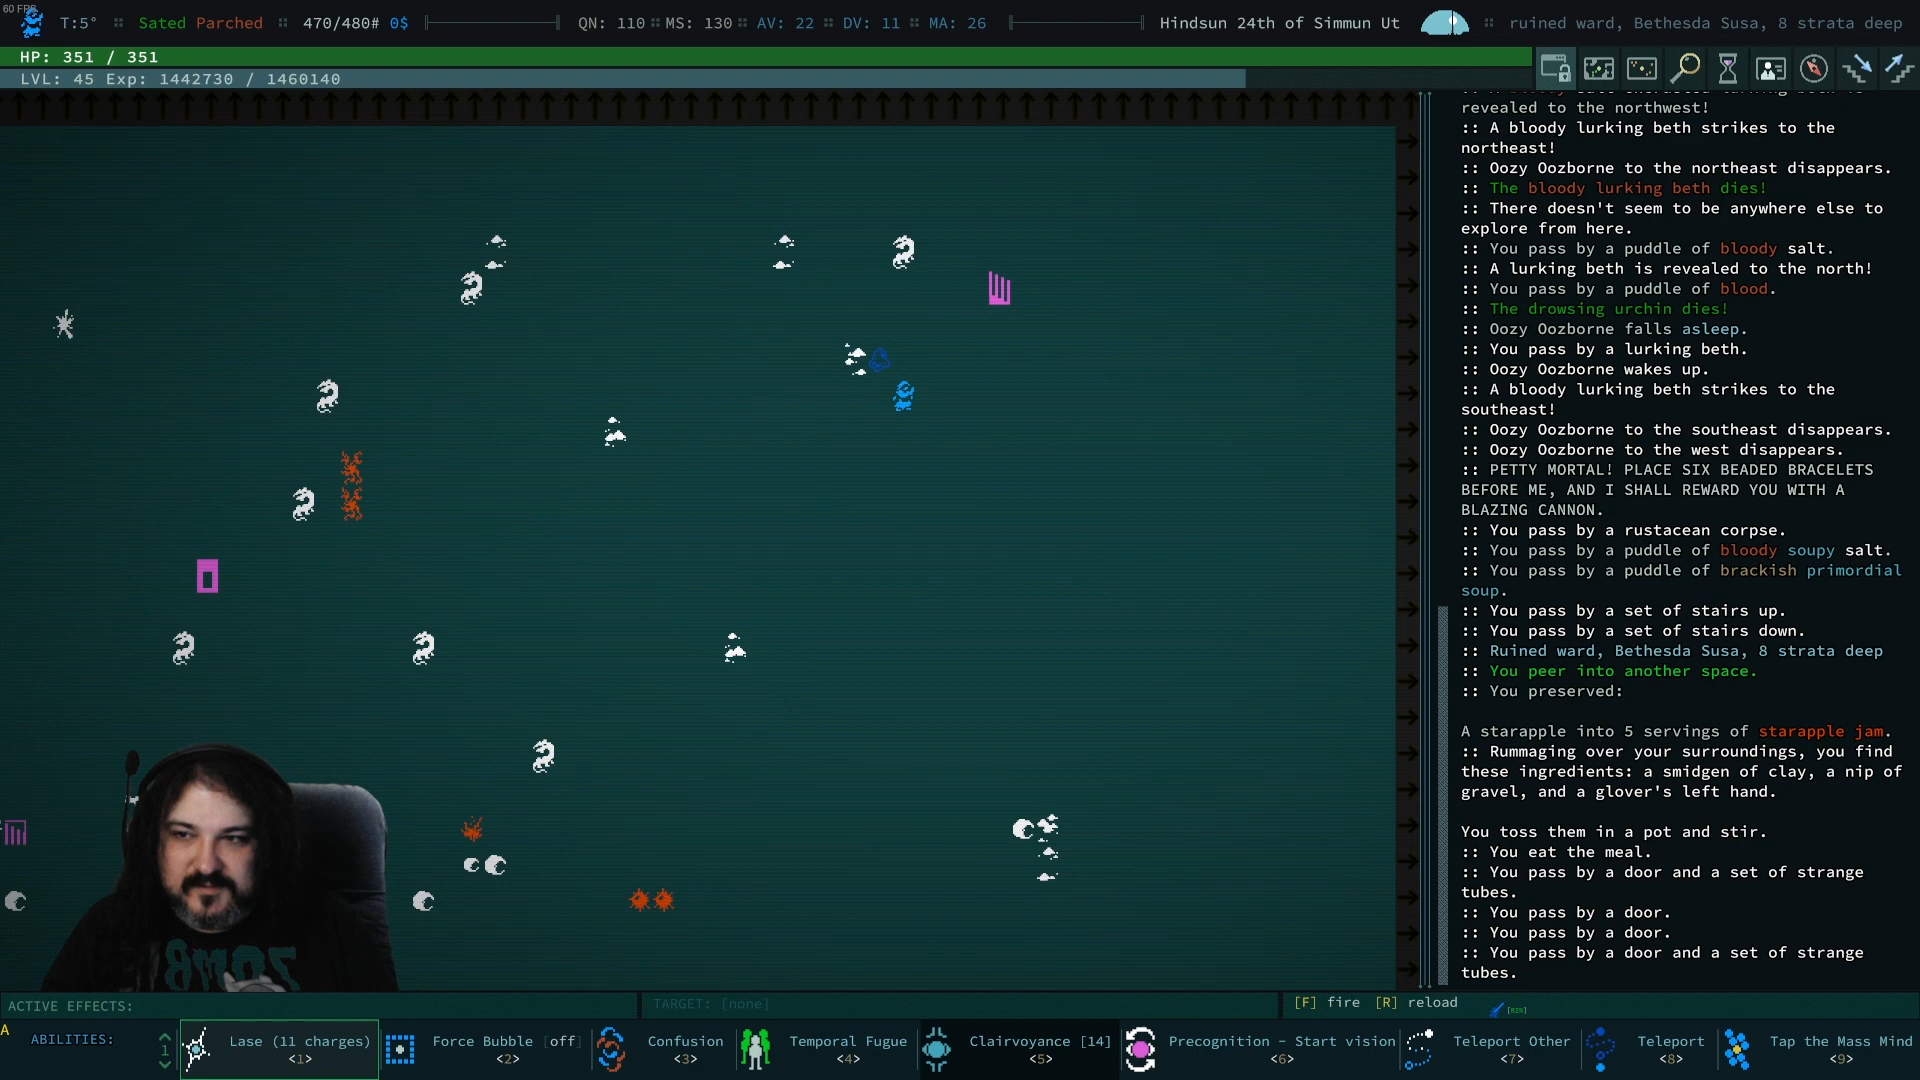 60 FPS
T:5° :: Sated Parched :: 470/480# 0$ QN: 110 :: MS: 130 :: AV: 22 :: DV: 11 :: MA: 26 Hindsun 24th of Simmun Ut :: ruined ward, Bethesda Susa, 8 strata deep
HP: 351 / 351
LVL: 45 Exp: 1442730 / 1460140
revealed to the northwest!
:: A bloody lurking beth strikes to the
northeast!
:: Oozy Oozborne to the northeast disappears.
:: The bloody lurking beth dies!
:: There doesn't seem to be anywhere else to
explore from here.
:: You pass by a puddle of bloody salt.
:: A lurking beth is revealed to the north!
:: You pass by a puddle of blood.
:: The drowsing urchin dies!
:: Oozy Oozborne falls asleep.
:: You pass by a lurking beth.
:: Oozy Oozborne wakes up.
:: A bloody lurking beth strikes to the
southeast!
:: Oozy Oozborne to the southeast disappears.
:: Oozy Oozborne to the west disappears.
:: PETTY MORTAL! PLACE SIX BEADED BRACELETS
BEFORE ME, AND I SHALL REWARD YOU WITH A
BLAZING CANNON.
:: You pass by a rustacean corpse.
:: You pass by a puddle of bloody soupy salt.
:: You pass by a puddle of brackish primordial
soup.
:: You pass by a set of stairs up.
:: You pass by a set of stairs down.
:: Ruined ward, Bethesda Susa, 8 strata deep
:: You peer into another space.
:: You preserved:
A starapple into 5 servings of starapple jam.
:: Rummaging over your surroundings, you find
these ingredients: a smidgen of clay, a nip of
gravel, and a glover's left hand.
You toss them in a pot and stir.
:: You eat the meal.
:: You pass by a door and a set of strange
tubes.
:: You pass by a door.
:: You pass by a door.
:: You pass by a door and a set of strange
tubes.
ACTIVE EFFECTS: TARGET: [none] [F] fire [R] reload
A ABILITIES: 1 Lase (11 charges) Force Bubble [off] Confusion Temporal Fugue Clairvoyance [14] Precognition - Start vision Teleport Other Teleport Tap the Mass Mind
<1> <2> <3> <4> <5> <6> <7> <8> <9>